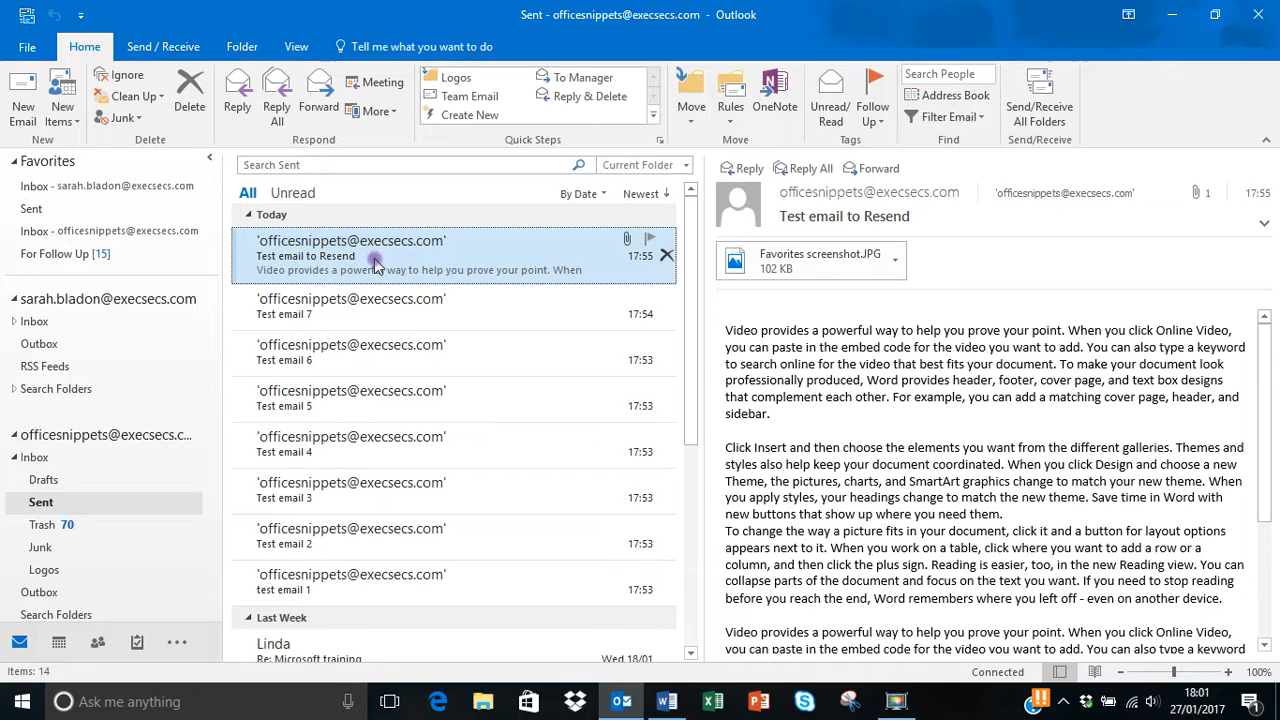 Sent - officesnippets@execsecs.com - Outlook
File
Home
Send / Receive
Folder
View
Tell me what you want to do
New Email
New Items
New
Ignore
Clean Up
Junk
Delete
Delete
Reply
Reply All
Forward
Meeting
More
Respond
Logos
Team Email
Create New
To Manager
Reply & Delete
Quick Steps
Move
Rules
OneNote
Move
Unread/ Read
Follow Up
Tags
Search People
Address Book
Filter Email
Find
Send/Receive All Folders
Send/Receive
Favorites
Inbox - sarah.bladon@execsecs.com
Sent
Inbox - officesnippets@execsecs.com
For Follow Up [15]
sarah.bladon@execsecs.com
Inbox
Outbox
RSS Feeds
Search Folders
officesnippets@execsecs.c...
Inbox
Drafts
Sent
Trash 70
Junk
Logos
Outbox
Search Folders
Items: 14
Search Sent
Current Folder
All
Unread
By Date
Newest
Today
'officesnippets@execsecs.com'
Test email to Resend
17:55
Video provides a powerful way to help you prove your point. When
'officesnippets@execsecs.com'
Test email 7
17:54
'officesnippets@execsecs.com'
Test email 6
17:53
'officesnippets@execsecs.com'
Test email 5
17:53
'officesnippets@execsecs.com'
Test email 4
17:53
'officesnippets@execsecs.com'
Test email 3
17:53
'officesnippets@execsecs.com'
Test email 2
17:53
'officesnippets@execsecs.com'
test email 1
17:53
Last Week
Linda
Re: Microsoft training
Wed 18/01
Reply
Reply All
Forward
officesnippets@execsecs.com
'officesnippets@execsecs.com'
1
17:55
Test email to Resend
Favorites screenshot.JPG
102 KB
Video provides a powerful way to help you prove your point. When you click Online Video,
you can paste in the embed code for the video you want to add. You can also type a keyword
to search online for the video that best fits your document. To make your document look
professionally produced, Word provides header, footer, cover page, and text box designs
that complement each other. For example, you can add a matching cover page, header, and
sidebar.
Click Insert and then choose the elements you want from the different galleries. Themes and
styles also help keep your document coordinated. When you click Design and choose a new
Theme, the pictures, charts, and SmartArt graphics change to match your new theme. When
you apply styles, your headings change to match the new theme. Save time in Word with
new buttons that show up where you need them.
To change the way a picture fits in your document, click it and a button for layout options
appears next to it. When you work on a table, click where you want to add a row or a
column, and then click the plus sign. Reading is easier, too, in the new Reading view. You can
collapse parts of the document and focus on the text you want. If you need to stop reading
before you reach the end, Word remembers where you left off - even on another device.
Video provides a powerful way to help you prove your point. When you click Online Video,
you can paste in the embed code for the video you want to add. You can also type a keyword
Connected
100%
Ask me anything
18:01
27/01/2017